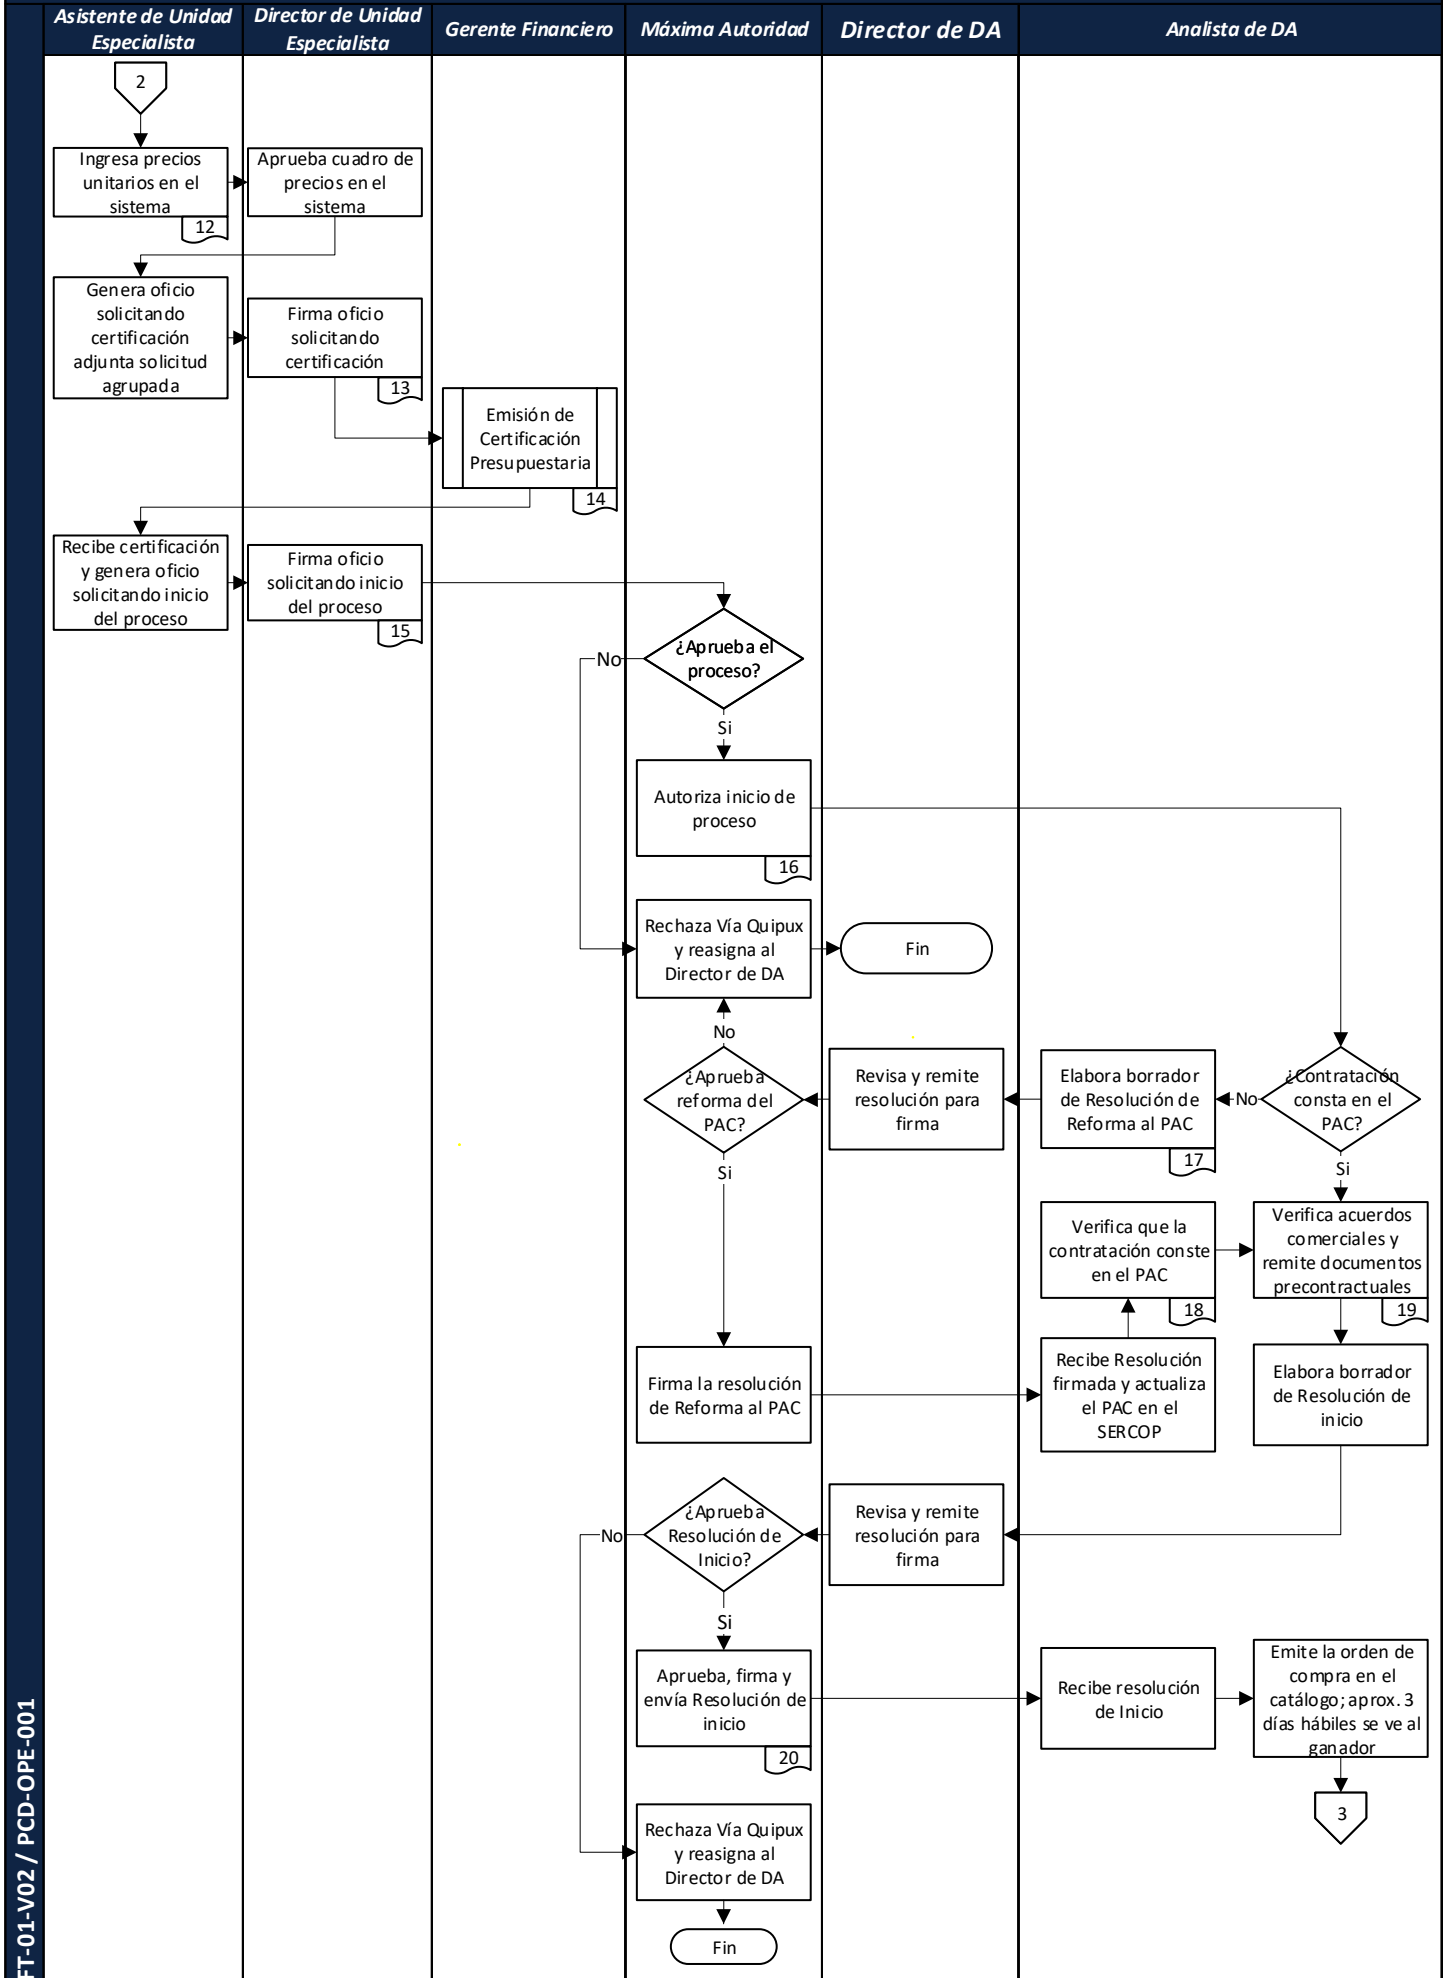 Asistente de Unidad
Especialista
Director de Unidad
Especialista
Gerente Financiero
Máxima Autoridad
Director de DA
Analista de DA
2
Ingresa precios
unitarios en el
sistema
12
Aprueba cuadro de
precios en el
sistema
Genera oficio
solicitando
certificación
adjunta solicitud
agrupada
Firma oficio
solicitando
certificación
13
Emisión de
Certificación
Presupuestaria
14
Recibe certificación
y genera oficio
solicitando inicio
del proceso
Firma oficio
solicitando inicio
del proceso
15
¿Aprueba el
proceso?
No
Si
Autoriza inicio de
proceso
16
Rechaza Vía Quipux
y reasigna al
Director de DA
Fin
No
¿Aprueba
reforma del
PAC?
Si
Revisa y remite
resolución para
firma
Elabora borrador
de Resolución de
Reforma al PAC
17
No
¿Contratación
consta en el
PAC?
Si
Verifica que la
contratación conste
en el PAC
18
Verifica acuerdos
comerciales y
remite documentos
precontractuales
19
Firma la resolución
de Reforma al PAC
Recibe Resolución
firmada y actualiza
el PAC en el
SERCOP
Elabora borrador
de Resolución de
inicio
No
¿Aprueba
Resolución de
Inicio?
Si
Revisa y remite
resolución para
firma
Aprueba, firma y
envía Resolución de
inicio
20
Recibe resolución
de Inicio
Emite la orden de
compra en el
catálogo; aprox. 3
días hábiles se ve al
ganador
3
Rechaza Vía Quipux
y reasigna al
Director de DA
Fin
FT-01-V02 / PCD-OPE-001